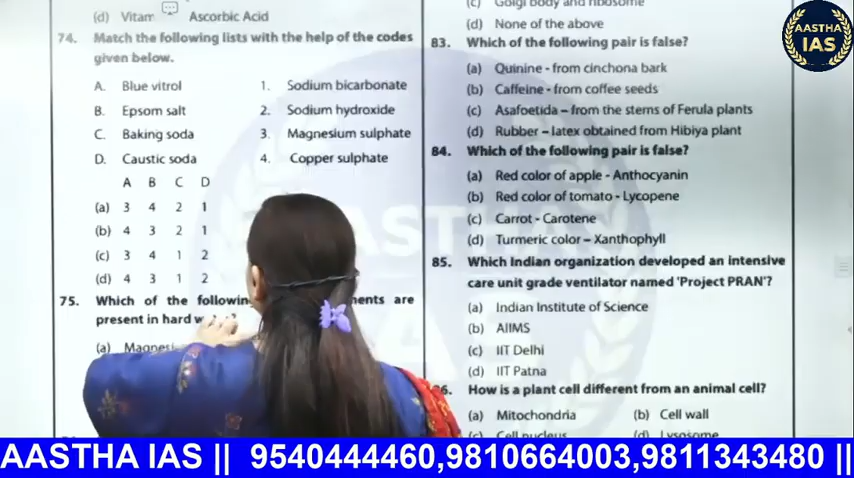 (d) Vitam Ascorbic Acid
74. Match the following lists with the help of the codes
given below.
A. Blue vitrol 1. Sodium bicarbonate
B. Epsom salt 2. Sodium hydroxide
C. Baking soda 3. Magnesium sulphate
D. Caustic soda 4. Copper sulphate
A B C D
(a) 3 4 2 1
(b) 4 3 2 1
(c) 3 4 1 2
(d) 4 3 1 2
75. Which of the followin ents are
present in hard w
(a) Magnesi
(c) Golgi body and ribosome
(d) None of the above
83. Which of the following pair is false?
(a) Quinine - from cinchona bark
(b) Caffeine - from coffee seeds
(c) Asafoetida – from the stems of Ferula plants
(d) Rubber – latex obtained from Hibiya plant
84. Which of the following pair is false?
(a) Red color of apple - Anthocyanin
(b) Red color of tomato - Lycopene
(c) Carrot - Carotene
(d) Turmeric color – Xanthophyll
85. Which Indian organization developed an intensive
care unit grade ventilator named 'Project PRAN'?
(a) Indian Institute of Science
(b) AIIMS
(c) IIT Delhi
(d) IIT Patna
86. How is a plant cell different from an animal cell?
(a) Mitochondria (b) Cell wall
(c) Cell nucleus (d) Lysosome
AASTHA
IAS
AASTHA IAS || 9540444460,9810664003,9811343480 ||